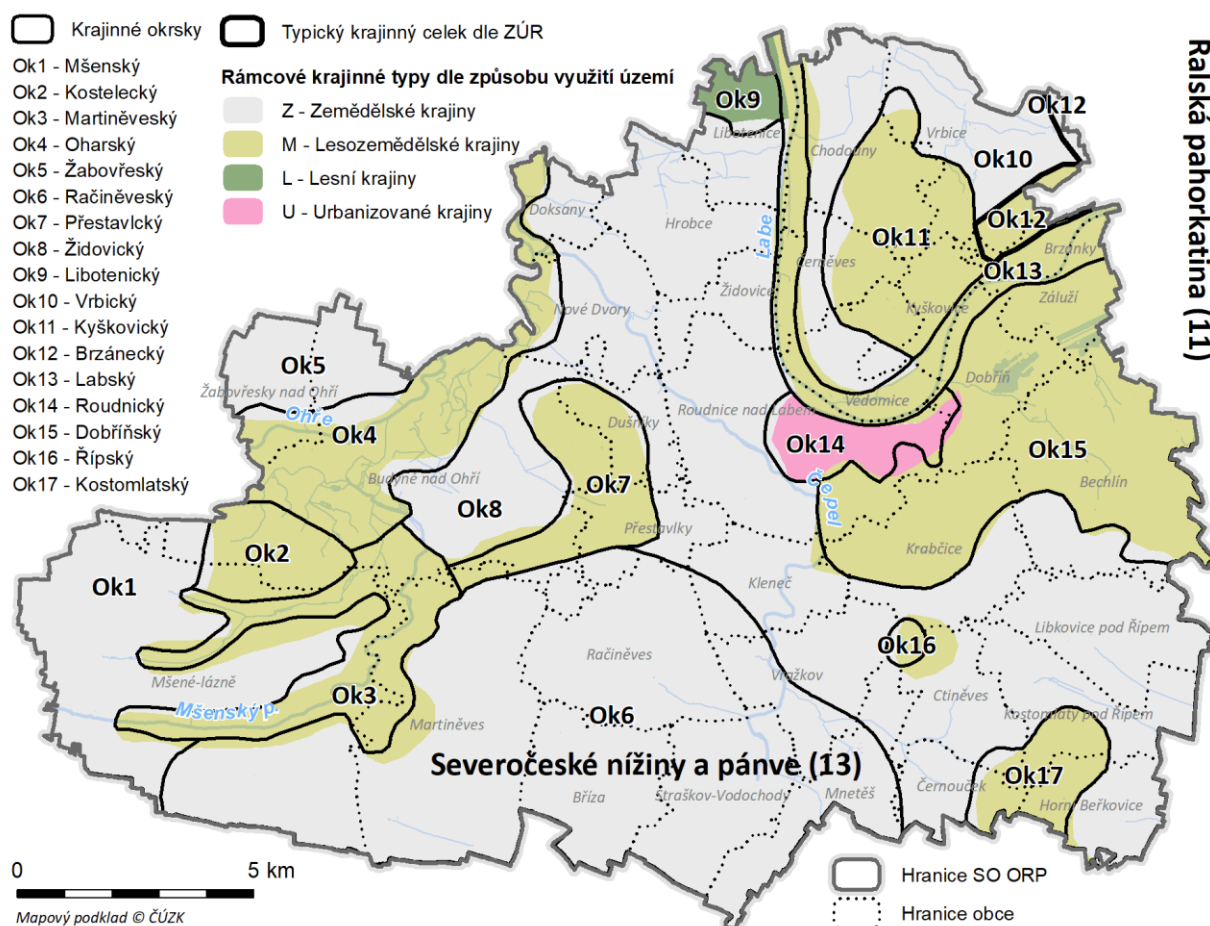 Krajinné okrsky
Typický krajinný celek dle ZÚR
Ok1 - Mšenský
Ok2 - Kostelecký
Ok3 - Martiněveský
Ok4 - Oharský
Ok5 - Žabovřeský
Ok6 - Račiněveský
Ok7 - Přestavlcký
Ok8 - Židovický
Ok9 - Libotenický
Ok10 - Vrbický
Ok11 - Kyškovický
Ok12 - Brzánecký
Ok13 - Labský
Ok14 - Roudnický
Ok15 - Dobříňský
Ok16 - Řípský
Ok17 - Kostomlatský
Rámcové krajinné typy dle způsobu využití území
Z - Zemědělské krajiny
M - Lesozemědělské krajiny
L - Lesní krajiny
U - Urbanizované krajiny
Ralská pahorkatina (11)
Ok9
Libotenice
Chodouny
Vrbice
Ok12
Ok10
Doksany
Hrobce
Labe
Ok11
Ok12
Brzánky
Černěves
Ok13
Židovice
Kyškovice
Záluží
Nové Dvory
Ok5
Žabovřesky nad Ohří
Ohře
Ok4
Dobříň
Vědomice
Roudnice nad Labem
Dušníky
Ok14
Ok15
Budyně nad Ohří
Ok7
Ok8
Čepel
Bechlín
Přestavlky
Krabčice
Ok2
Ok1
Kleneč
Libkovice pod Řípem
Ok16
Račiněves
Vražkov
Mšené-lázně
Ok3
Ctiněves
Mšenský p.
Martiněves
Ok6
Kostomlaty pod Řípem
Severočeské nížiny a pánve (13)
Ok17
Bříza
Straškov-Vodochody
Mnetěš
Černouček
Horní Beřkovice
0
5 km
Mapový podklad © ČÚZK
Hranice SO ORP
Hranice obce